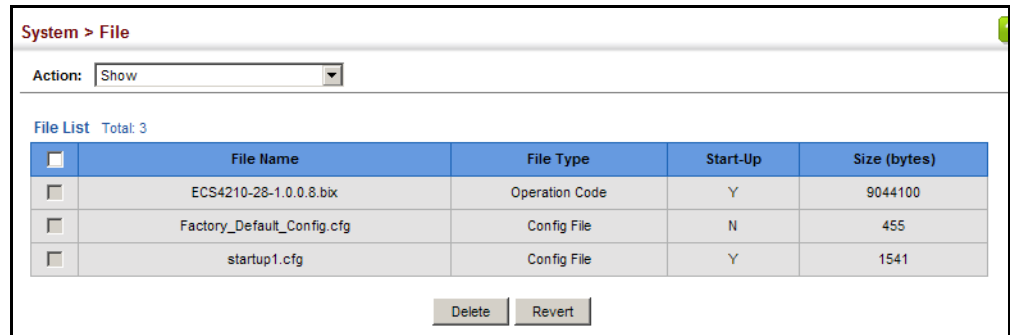 System > File
Action: Show
File List Total: 3
File Name File Type Start-Up Size (bytes)
ECS4210-28-1.0.0.8.bix Operation Code Y 9044100
Factory_Default_Config.cfg Config File N 455
startup1.cfg Config File Y 1541
Delete Revert